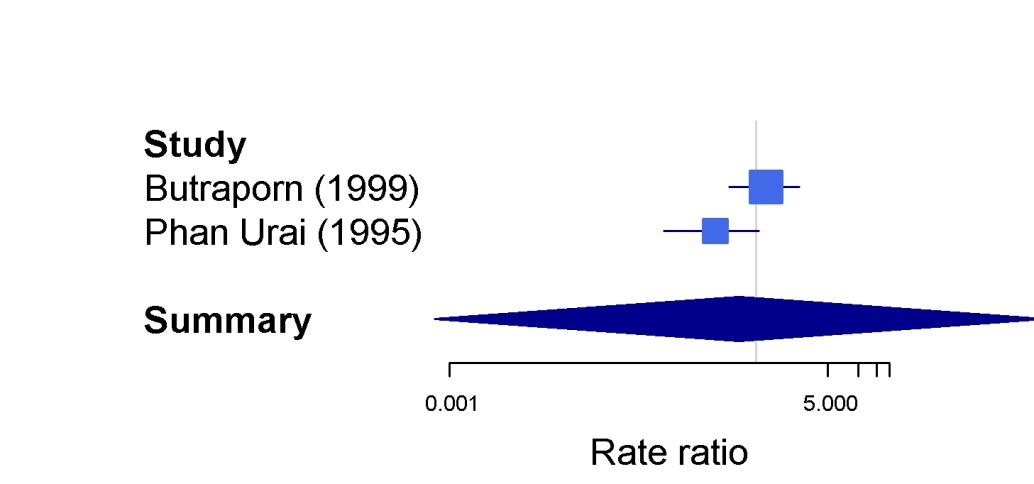 Study
Butraporn (1999)
Phan Urai (1995)
Summary
0.001 5.000
Rate ratio